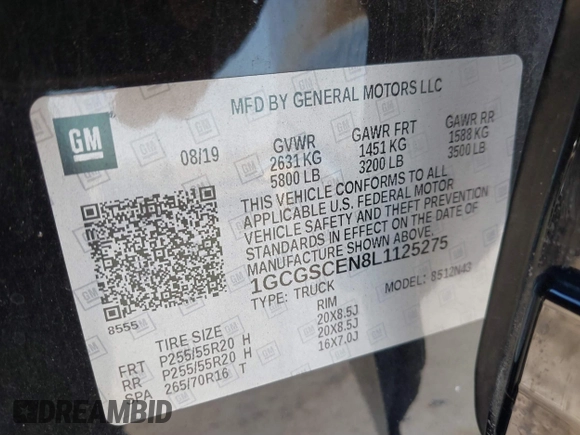 MFD BY GENERAL MOTORS LLC
GM
08/19
GVWR GAWR FRT GAWR RR
2631 KG 1451 KG 1588 KG
5800 LB 3200 LB 3500 LB
THIS VEHICLE CONFORMS TO ALL
APPLICABLE U.S. FEDERAL MOTOR
VEHICLE SAFETY AND THEFT PREVENTION
STANDARDS IN EFFECT ON THE DATE OF
MANUFACTURE SHOWN ABOVE.
1GCGSCEN8L1125275
TYPE: TRUCK MODEL: 8512N43
8555
TIRE SIZE RIM
FRT P255/55R20 H 20X8.5J
RR P255/55R20 H 20X8.5J
SPA 265/70R16 T 16X7.0J
DREAMBID